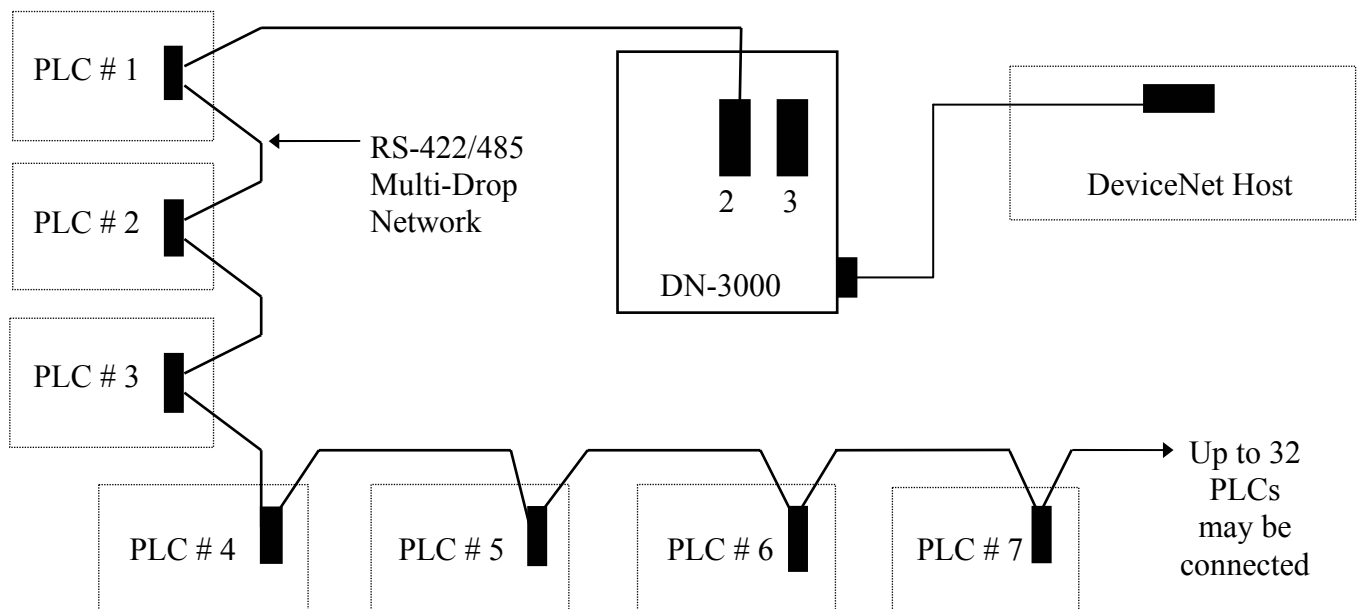 PLC # 1
RS-422/485
Multi-Drop
Network
2
3
DN-3000
DeviceNet Host
PLC # 2
PLC # 3
PLC # 4
PLC # 5
PLC # 6
PLC # 7
Up to 32
PLCs
may be
connected